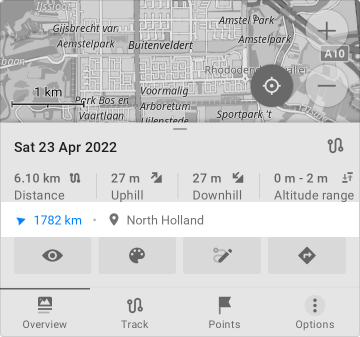 IJsloot
Gijsbrecht van
Aemstelpark
Amstel Park
Amstelpark
Buitenveldert
A10
1 km
Park Bos en
Vaartlaan
Voormalig
Arboretum
Uilenstede
Sportpark 't
Sat 23 Apr 2022
6.10 km 27 m 27 m 0 m - 2 m
Distance Uphill Downhill Altitude range
1782 km • North Holland
Overview Track Points Options